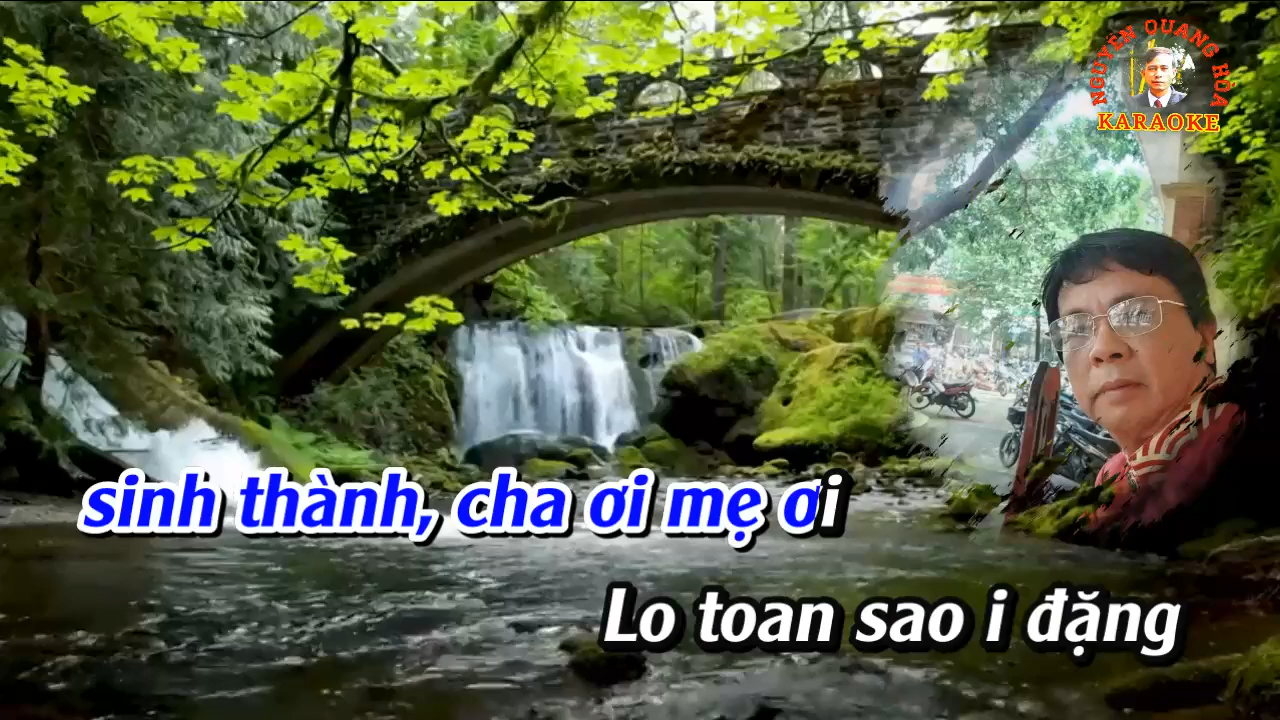 NGUYỄN QUANG HÒA
KARAOKE
sinh thành, cha ơi mẹ ơi
Lo toan sao i đặng